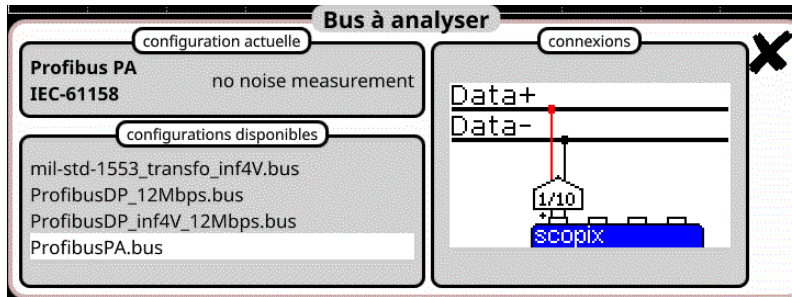 Bus à analyser
configuration actuelle
Profibus PA
IEC-61158
no noise measurement
configurations disponibles
mil-std-1553_transfo_inf4V.bus
ProfibusDP_12Mbps.bus
ProfibusDP_inf4V_12Mbps.bus
ProfibusPA.bus
connexions
Data+
Data-
1/10
+
scopix